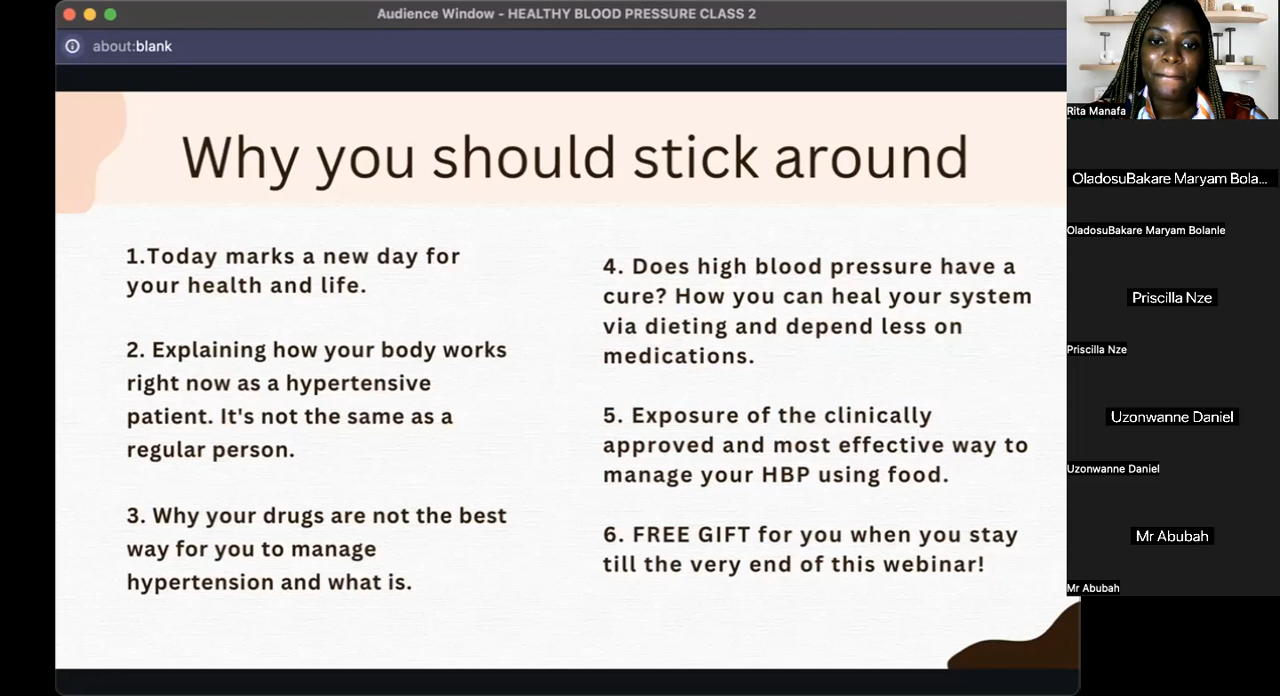 Audience Window - HEALTHY BLOOD PRESSURE CLASS 2
about:blank
Why you should stick around
1.Today marks a new day for
your health and life.
2. Explaining how your body works
right now as a hypertensive
patient. It's not the same as a
regular person.
3. Why your drugs are not the best
way for you to manage
hypertension and what is.
4. Does high blood pressure have a
cure? How you can heal your system
via dieting and depend less on
medications.
5. Exposure of the clinically
approved and most effective way to
manage your HBP using food.
6. FREE GIFT for you when you stay
till the very end of this webinar!
Rita Manafa
OladosuBakare Maryam Bola...
OladosuBakare Maryam Bolanle
Priscilla Nze
Priscilla Nze
Uzonwanne Daniel
Uzonwanne Daniel
Mr Abubah
Mr Abubah